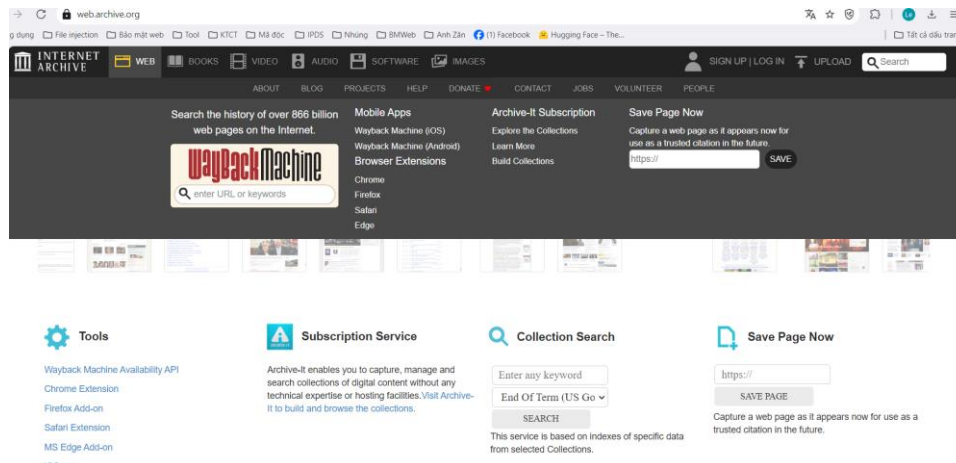 web.archive.org
g dụng File injection Bảo mật web Tool KTCT Mã độc IPDS Nhúng BMWeb Anh Zân (1) Facebook Hugging Face – The... Tất cả dấu tran
INTERNET ARCHIVE WEB BOOKS VIDEO AUDIO SOFTWARE IMAGES SIGN UP | LOG IN UPLOAD Search
ABOUT BLOG PROJECTS HELP DONATE CONTACT JOBS VOLUNTEER PEOPLE
Search the history of over 866 billion
web pages on the Internet.
WayBackMachine
enter URL or keywords
Mobile Apps
Wayback Machine (iOS)
Wayback Machine (Android)
Browser Extensions
Chrome
Firefox
Safari
Edge
Archive-It Subscription
Explore the Collections
Learn More
Build Collections
Save Page Now
Capture a web page as it appears now for
use as a trusted citation in the future.
https:// SAVE
Tools
Wayback Machine Availability API
Chrome Extension
Firefox Add-on
Safari Extension
MS Edge Add-on
Subscription Service
Archive-It enables you to capture, manage and
search collections of digital content without any
technical expertise or hosting facilities.Visit Archive-
It to build and browse the collections.
Collection Search
Enter any keyword
End Of Term (US Go
SEARCH
This service is based on indexes of specific data
from selected Collections.
Save Page Now
https://
SAVE PAGE
Capture a web page as it appears now for use as a
trusted citation in the future.